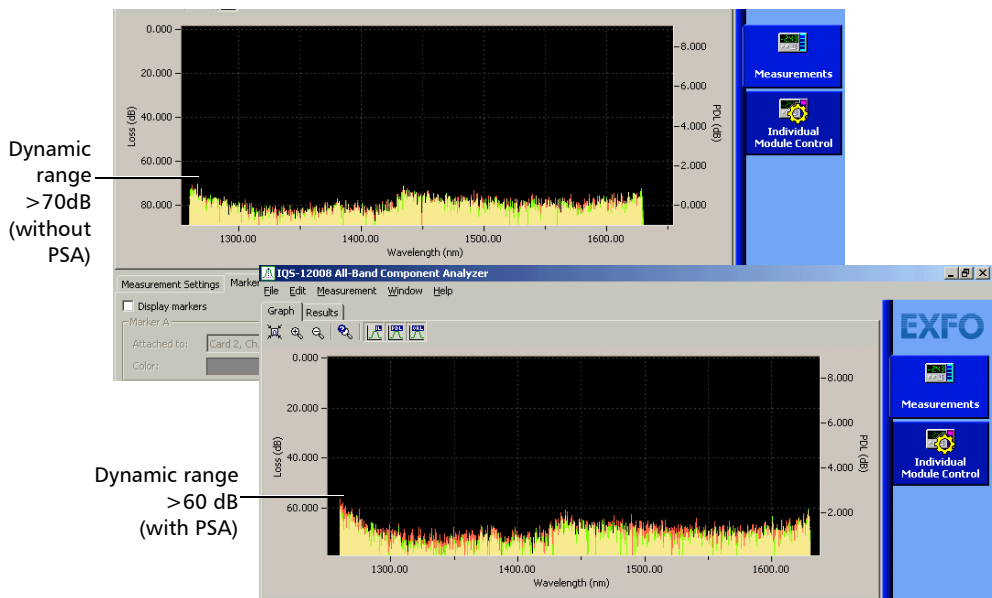 0.000
20.000
40.000
60.000
80.000
Loss (dB)
8.000
6.000
4.000
2.000
0.000
PDL (dB)
1300.00
1400.00
1500.00
1600.00
Wavelength (nm)
Measurements
Individual
Module Control
Dynamic
range
>70dB
(without
PSA)
Measurement Settings
Marker
Display markers
Marker A
Attached to:
Card 2, Ch.
Color:
IQS-12008 All-Band Component Analyzer
File Edit Measurement Window Help
Graph Results
IL PDL ORL
EXFO
0.000
20.000
40.000
60.000
Loss (dB)
8.000
6.000
4.000
2.000
PDL (dB)
1300.00
1400.00
1500.00
1600.00
Wavelength (nm)
Measurements
Individual
Module Control
Dynamic range
>60 dB
(with PSA)